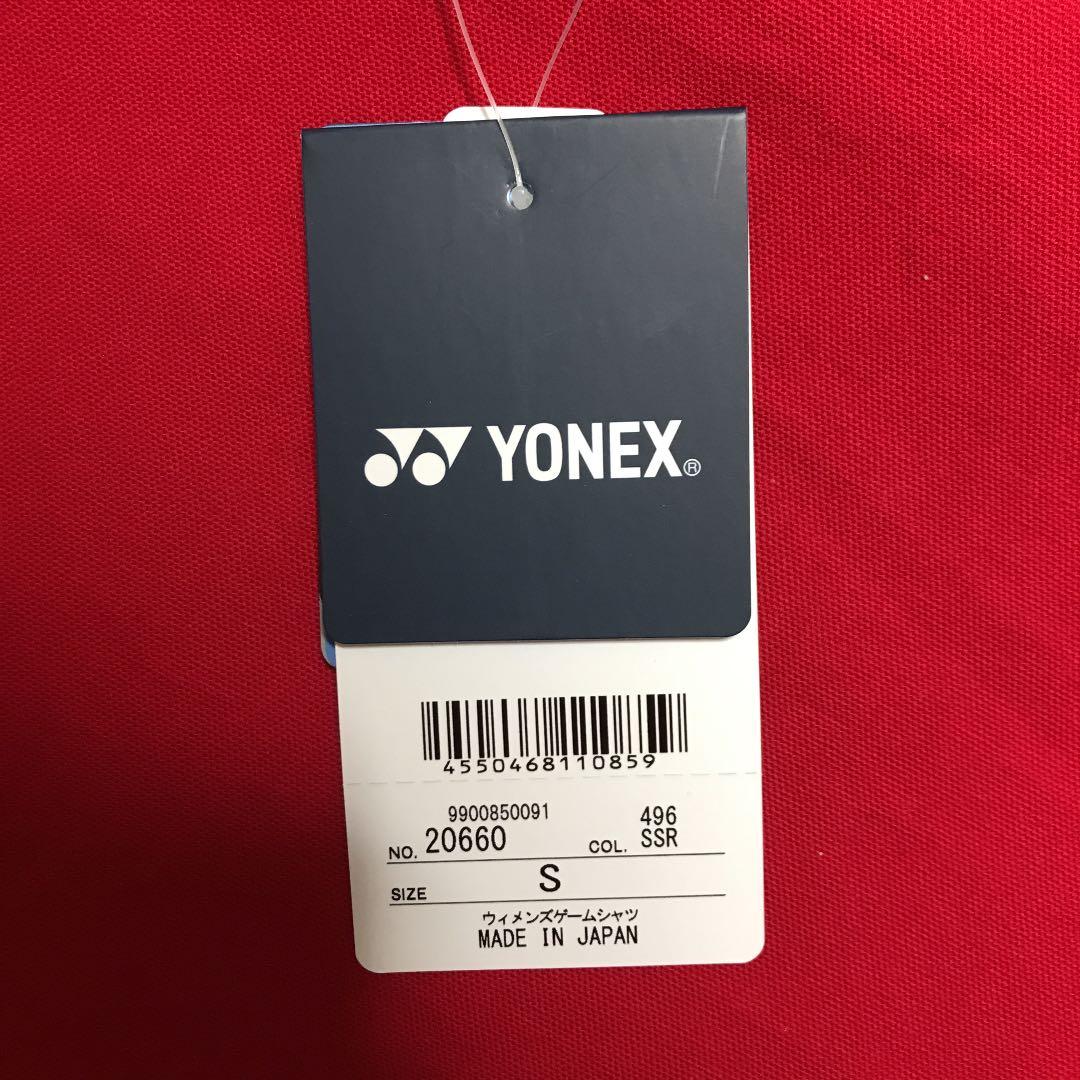 YONEX®
4550468110859
9900850091 496
NO. 20660 COL. SSR
SIZE S
ウィメンズゲームシャツ
MADE IN JAPAN